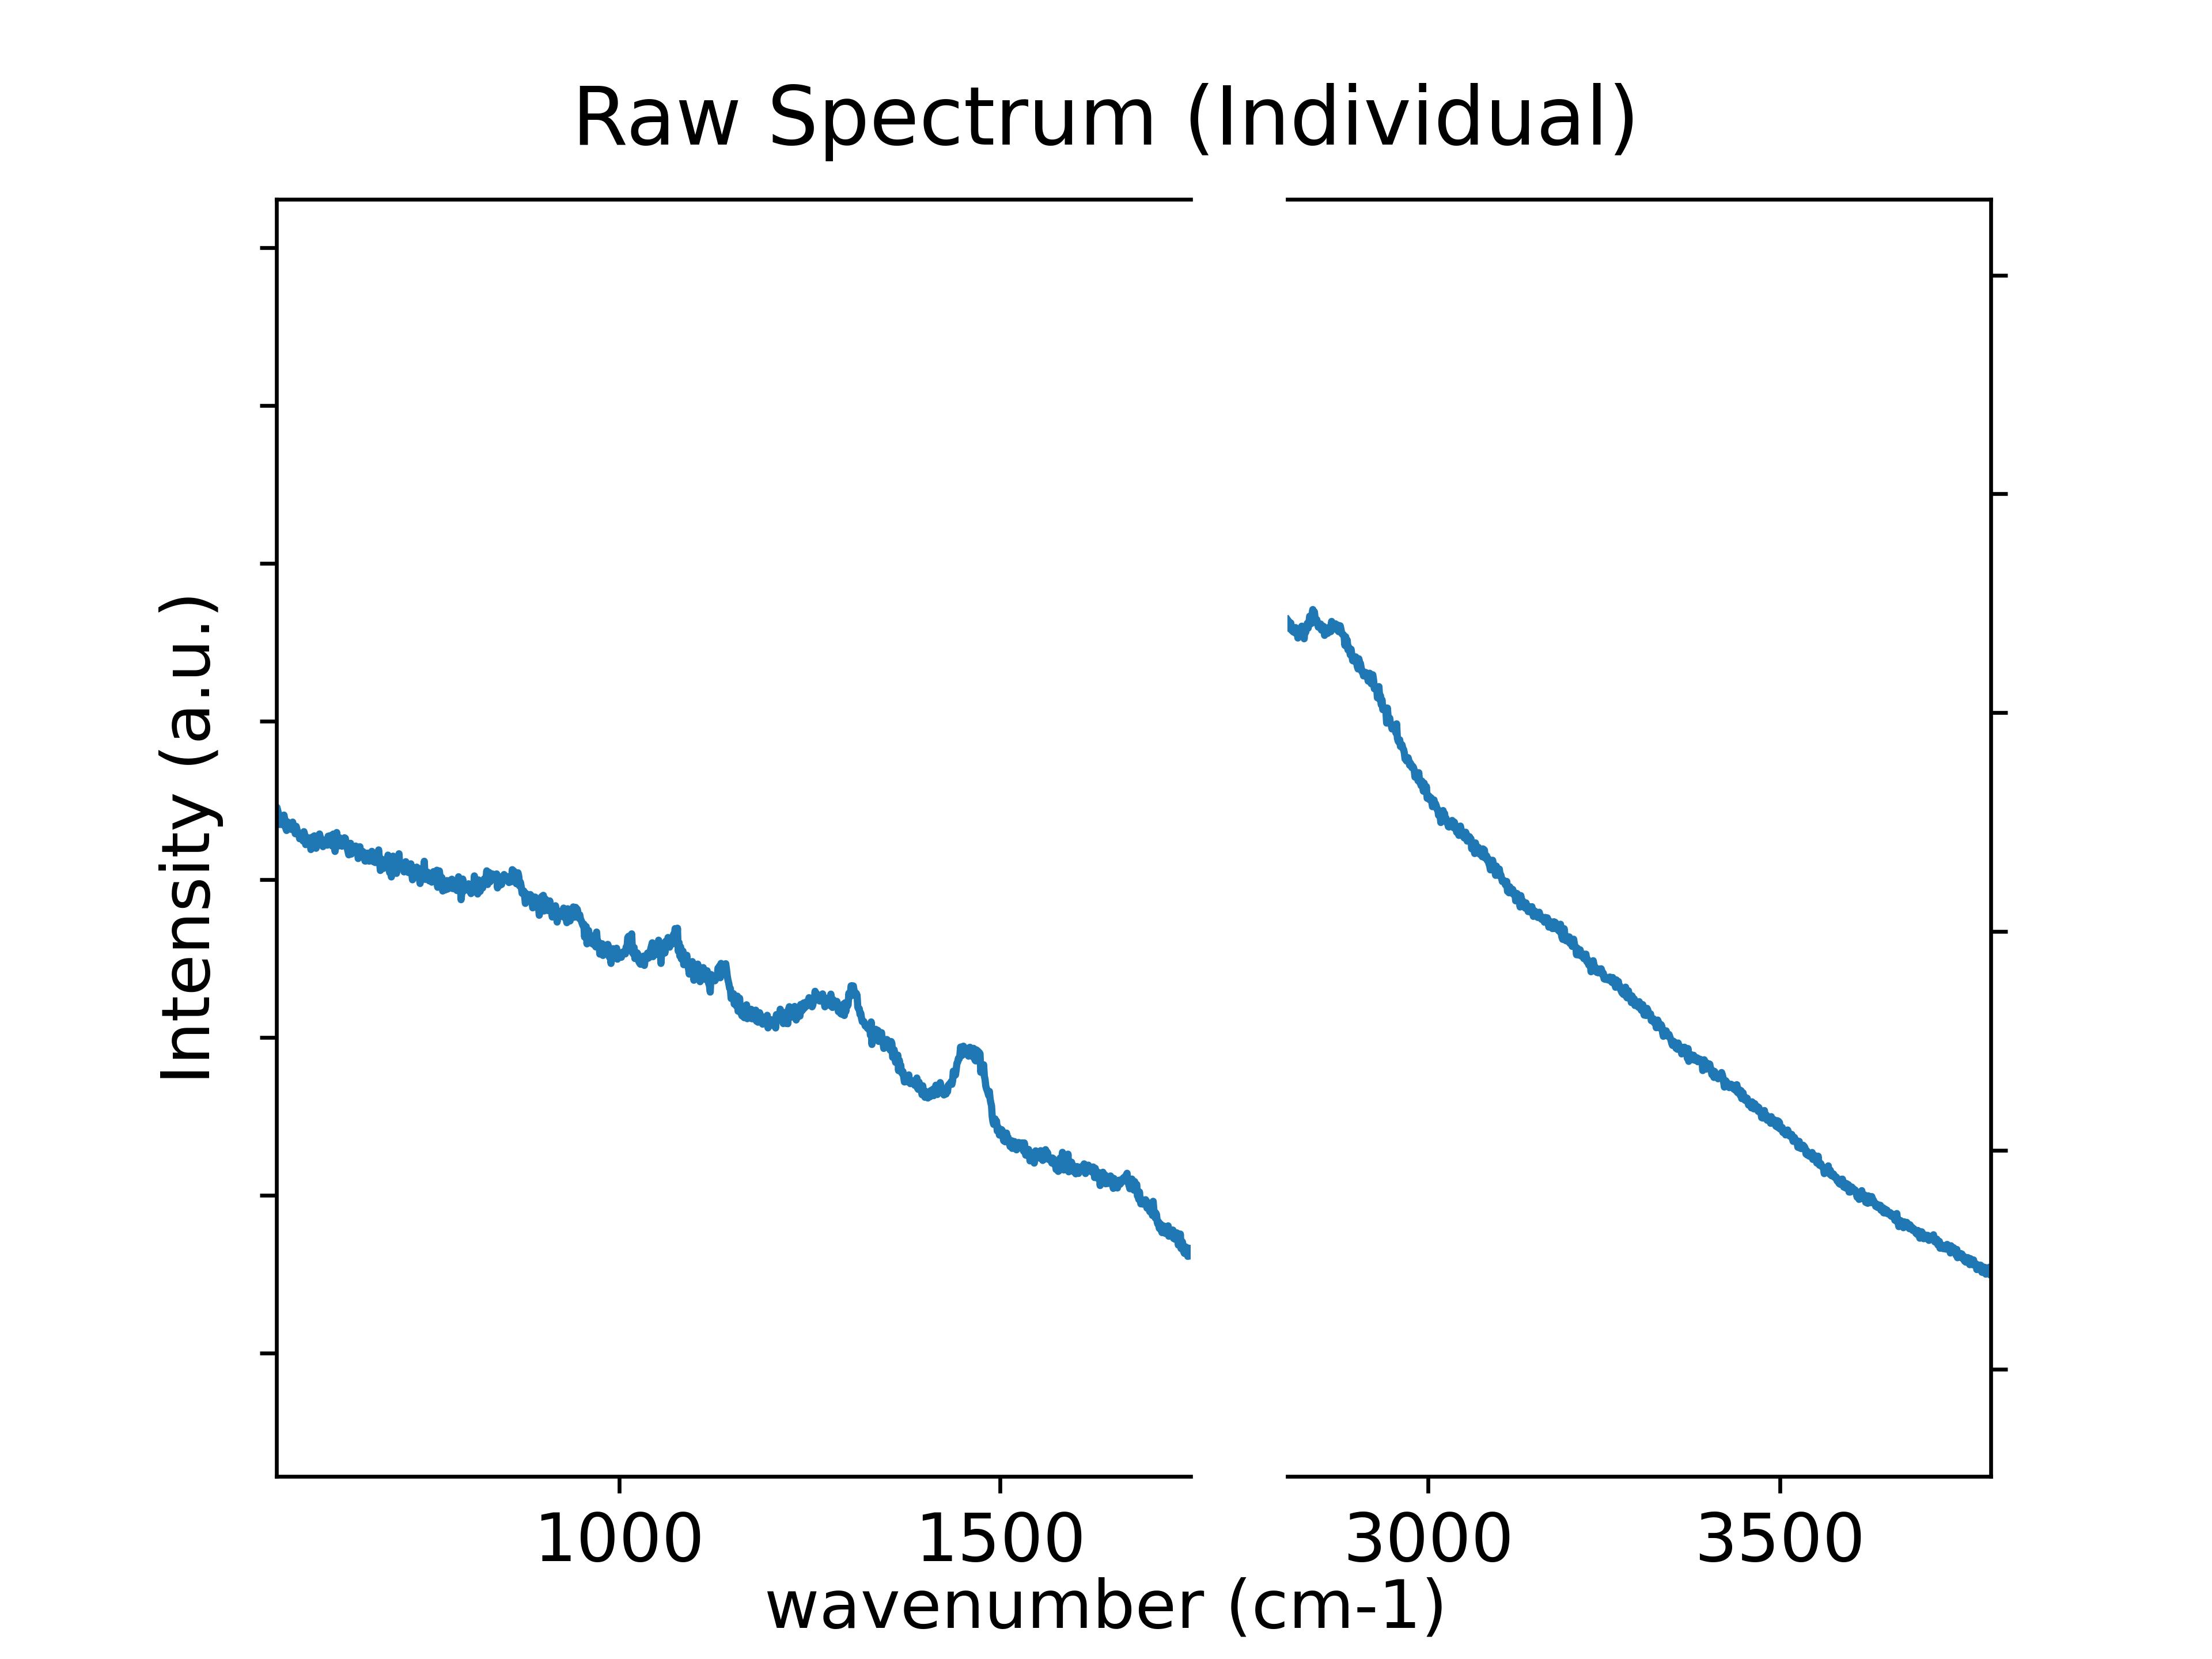 Raw Spectrum (Individual)
Intensity (a.u.)
1000 1500 3000 3500
wavenumber (cm-1)